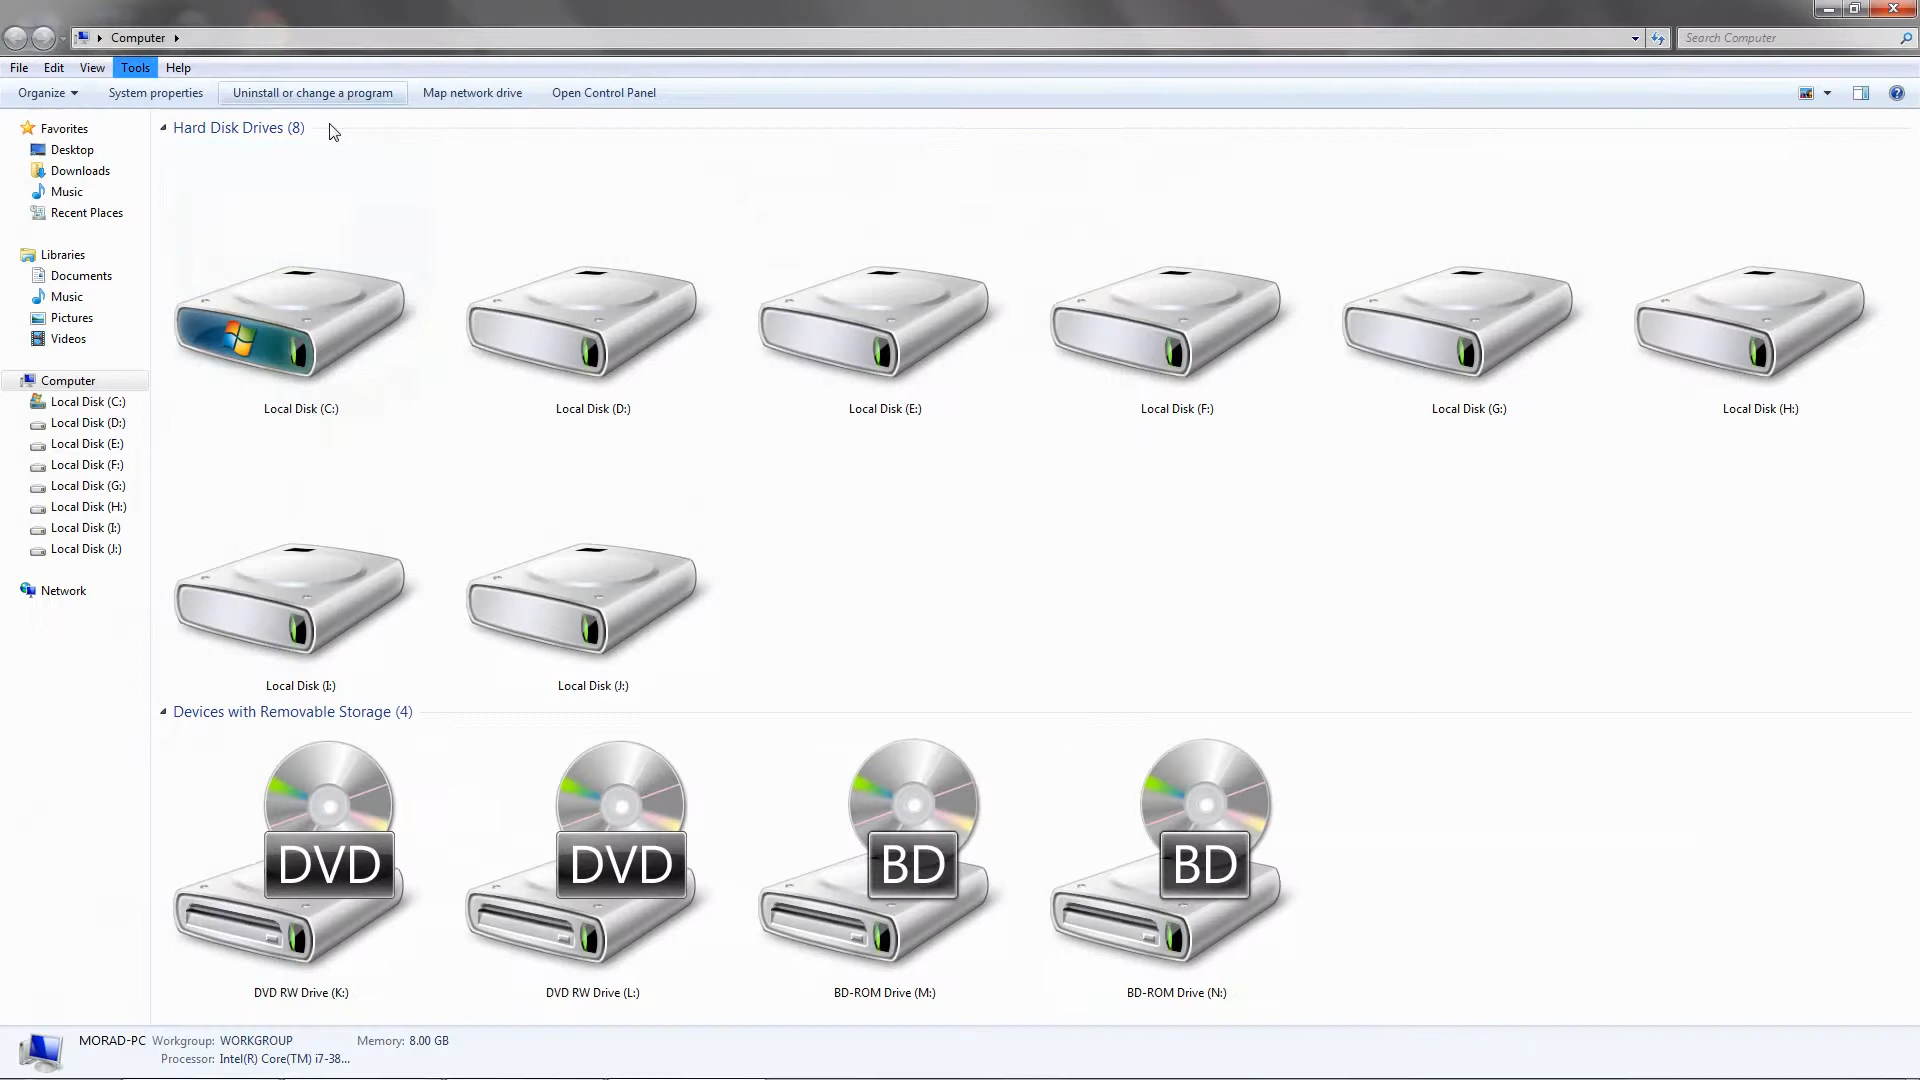 Computer
Search Computer
File Edit View Tools Help
Organize System properties Uninstall or change a program Map network drive Open Control Panel
Favorites
Desktop
Downloads
Music
Recent Places
Libraries
Documents
Music
Pictures
Videos
Computer
Local Disk (C:)
Local Disk (D:)
Local Disk (E:)
Local Disk (F:)
Local Disk (G:)
Local Disk (H:)
Local Disk (I:)
Local Disk (J:)
Network
Hard Disk Drives (8)
Local Disk (C:) Local Disk (D:) Local Disk (E:) Local Disk (F:) Local Disk (G:) Local Disk (H:)
Local Disk (I:) Local Disk (J:)
Devices with Removable Storage (4)
DVD DVD BD BD
DVD RW Drive (K:) DVD RW Drive (L:) BD-ROM Drive (M:) BD-ROM Drive (N:)
MORAD-PC Workgroup: WORKGROUP Memory: 8.00 GB
Processor: Intel(R) Core(TM) i7-38...